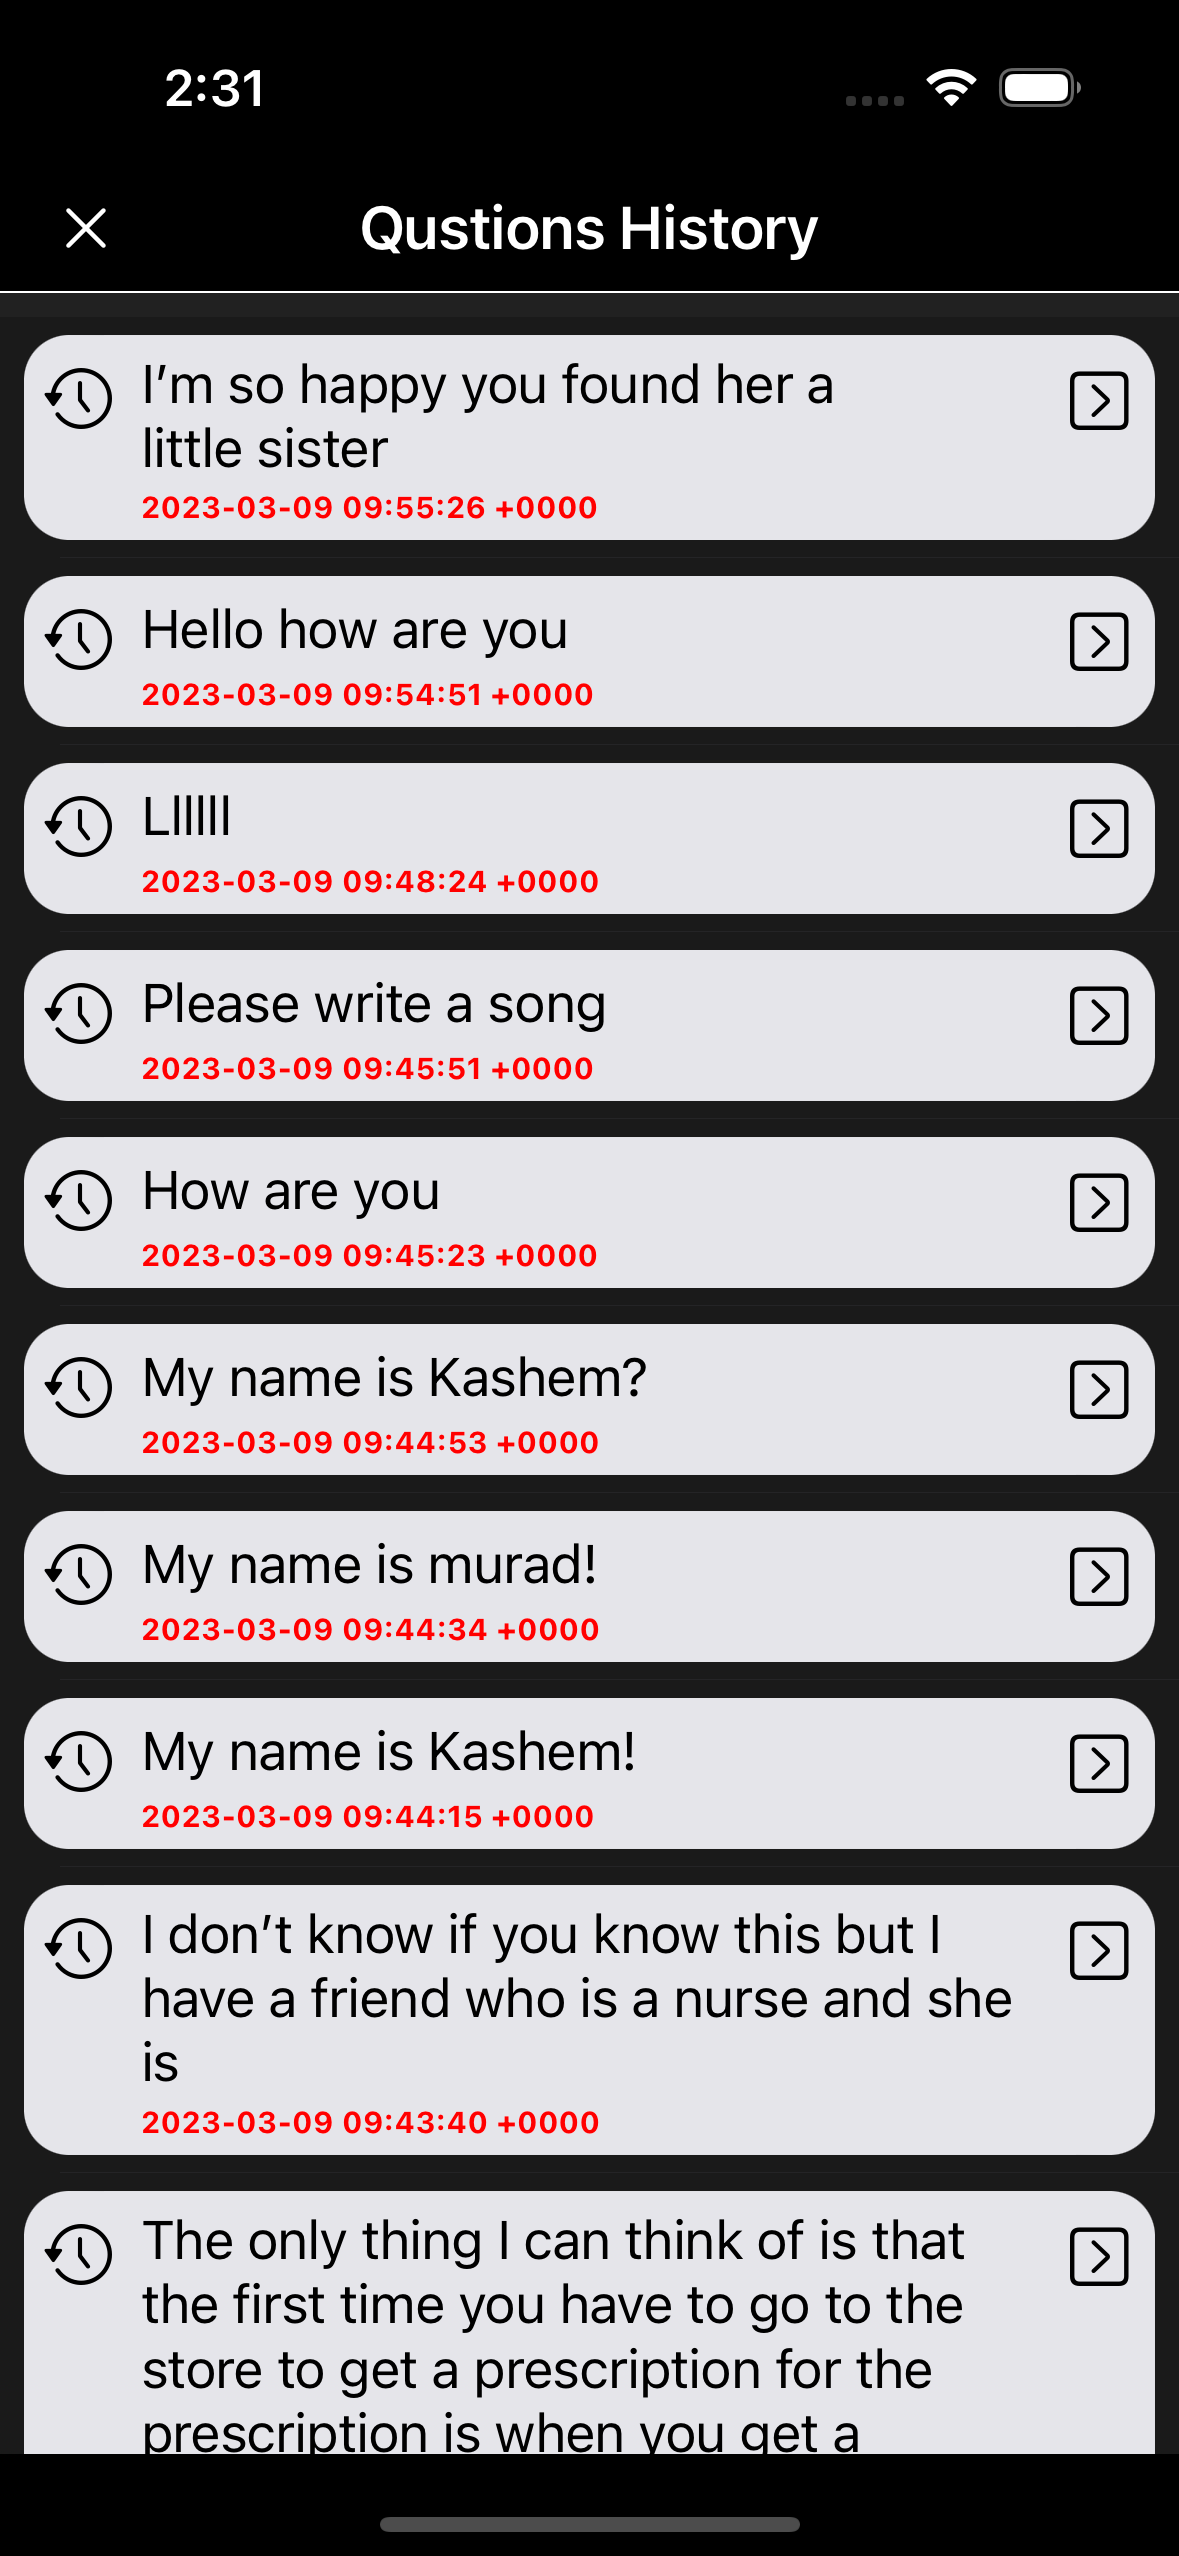 2:31
Qustions History
I’m so happy you found her a
little sister
2023-03-09 09:55:26 +0000
Hello how are you
2023-03-09 09:54:51 +0000
Llllll
2023-03-09 09:48:24 +0000
Please write a song
2023-03-09 09:45:51 +0000
How are you
2023-03-09 09:45:23 +0000
My name is Kashem?
2023-03-09 09:44:53 +0000
My name is murad!
2023-03-09 09:44:34 +0000
My name is Kashem!
2023-03-09 09:44:15 +0000
I don’t know if you know this but I
have a friend who is a nurse and she
is
2023-03-09 09:43:40 +0000
The only thing I can think of is that
the first time you have to go to the
store to get a prescription for the
prescription is when you get a